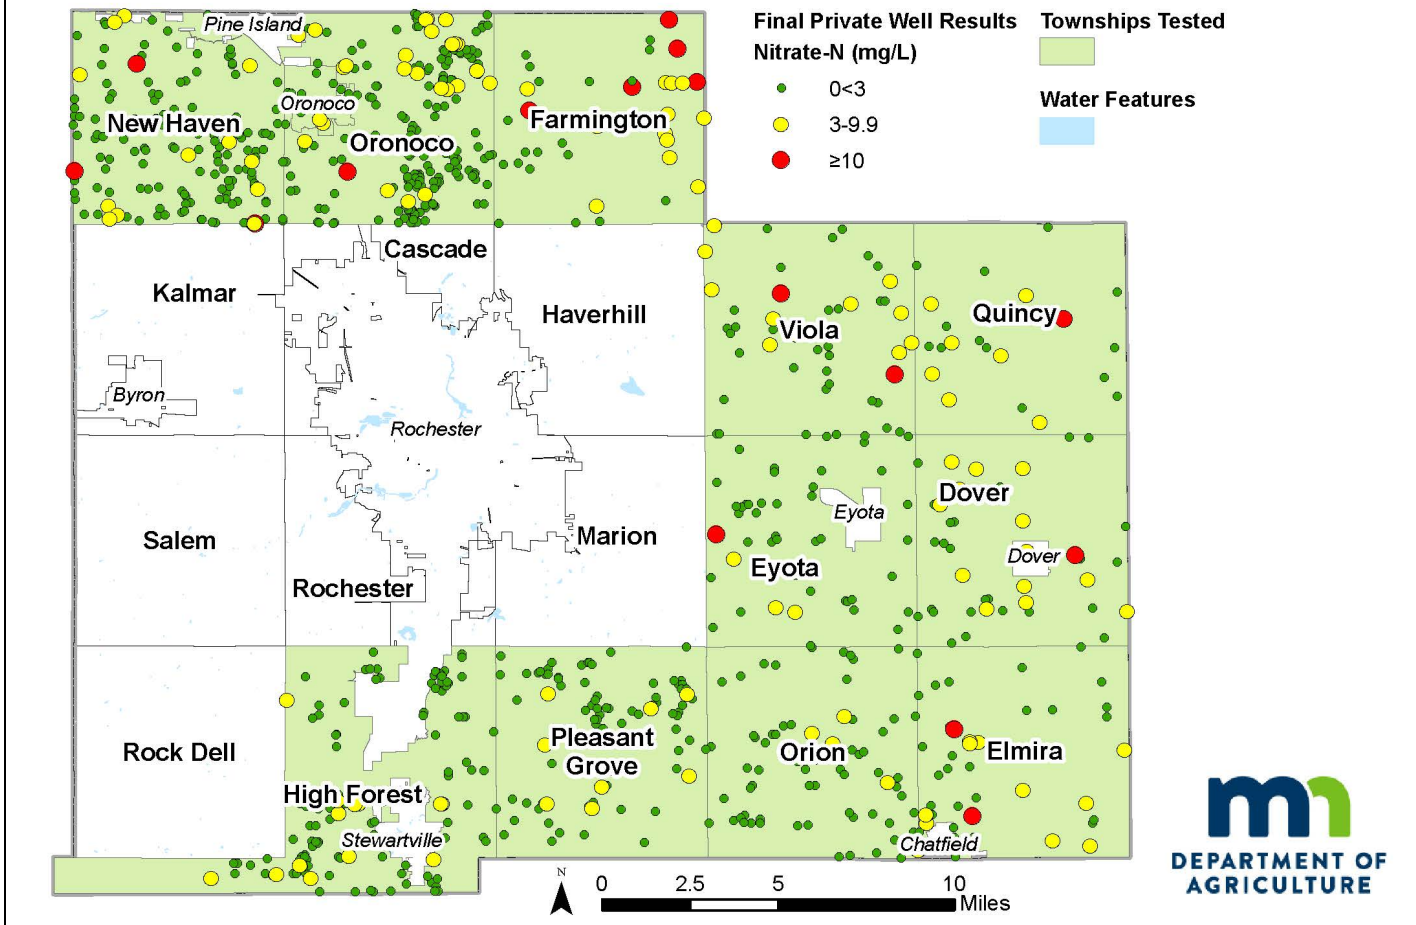 Final Private Well Results
Nitrate-N (mg/L)
0<3
3-9.9
≥10
Townships Tested
Water Features
Pine Island
Oronoco
New Haven
Oronoco
Farmington
Cascade
Kalmar
Haverhill
Viola
Quincy
Byron
Rochester
Dover
Eyota
Salem
Marion
Dover
Eyota
Rochester
Rock Dell
Pleasant
Grove
Orion
Elmira
High Forest
Stewartville
Chatfield
N
0 2.5 5 10
Miles
mn
DEPARTMENT OF
AGRICULTURE